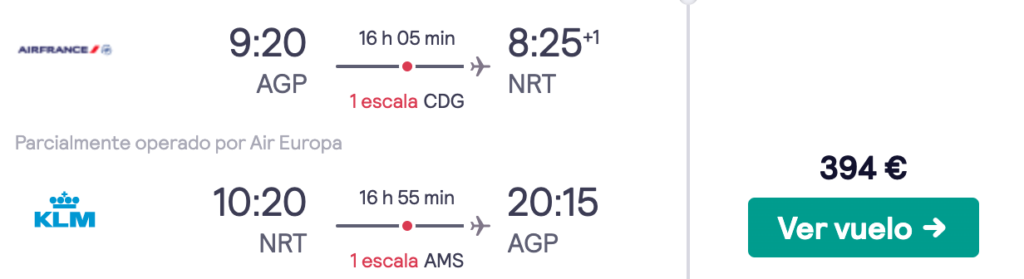 AIRFRANCE
9:20
16 h 05 min
8:25+1
AGP
NRT
1 escala CDG
Parcialmente operado por Air Europa
KLM
10:20
16 h 55 min
20:15
NRT
AGP
1 escala AMS
394 €
Ver vuelo →